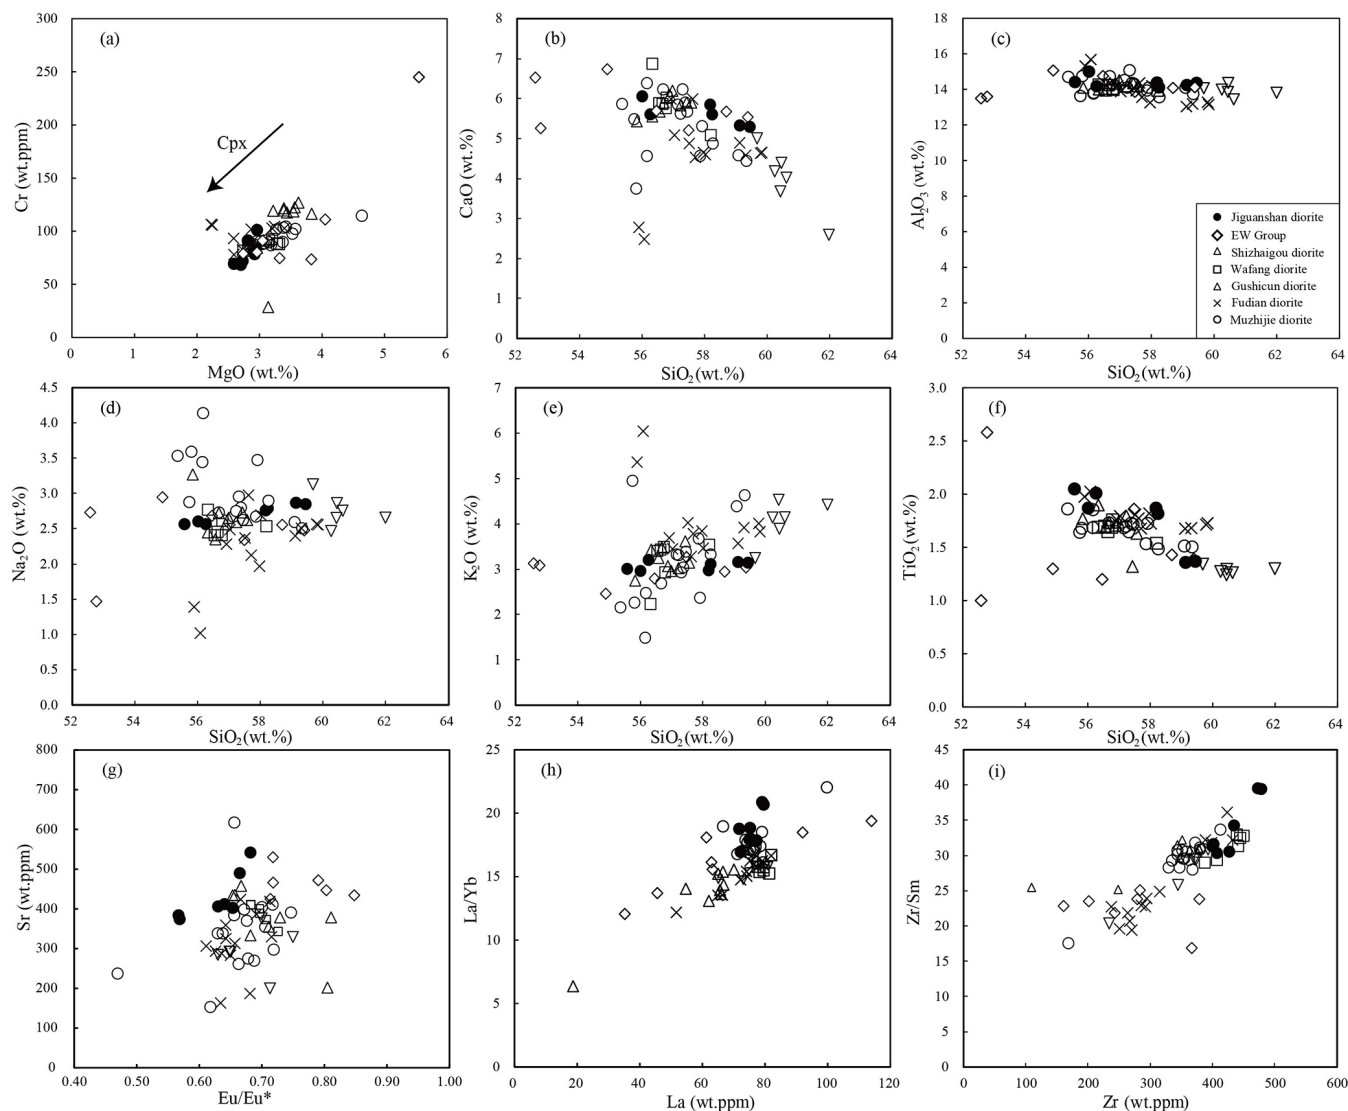 (a)
Cr (wt.ppm)
300
250
200
150
100
50
0
Cpx
0 1 2 3 4 5 6
MgO (wt.%)
(b)
CaO (wt.%)
8
7
6
5
4
3
2
1
0
52 54 56 58 60 62 64
SiO₂ (wt.%)
(c)
Al₂O₃ (wt.%)
18
16
14
12
10
8
6
4
2
0
Jiguanshan diorite
EW Group
Shizhaigou diorite
Wafang diorite
Gushicun diorite
Fudian diorite
Muzhijie diorite
52 54 56 58 60 62 64
SiO₂ (wt.%)
(d)
Na₂O (wt.%)
4.5
4.0
3.5
3.0
2.5
2.0
1.5
1.0
0.5
0.0
52 54 56 58 60 62 64
SiO₂ (wt.%)
(e)
K₂O (wt.%)
7
6
5
4
3
2
1
0
52 54 56 58 60 62 64
SiO₂ (wt.%)
(f)
TiO₂ (wt.%)
3.0
2.5
2.0
1.5
1.0
0.5
0.0
52 54 56 58 60 62 64
SiO₂ (wt.%)
(g)
Sr (wt.ppm)
800
700
600
500
400
300
200
100
0
0.40 0.50 0.60 0.70 0.80 0.90 1.00
Eu/Eu*
(h)
La/Yb
25
20
15
10
5
0
0 20 40 60 80 100 120
La (wt.ppm)
(i)
Zr/Sm
45
40
35
30
25
20
15
10
5
0
0 100 200 300 400 500 600
Zr (wt.ppm)